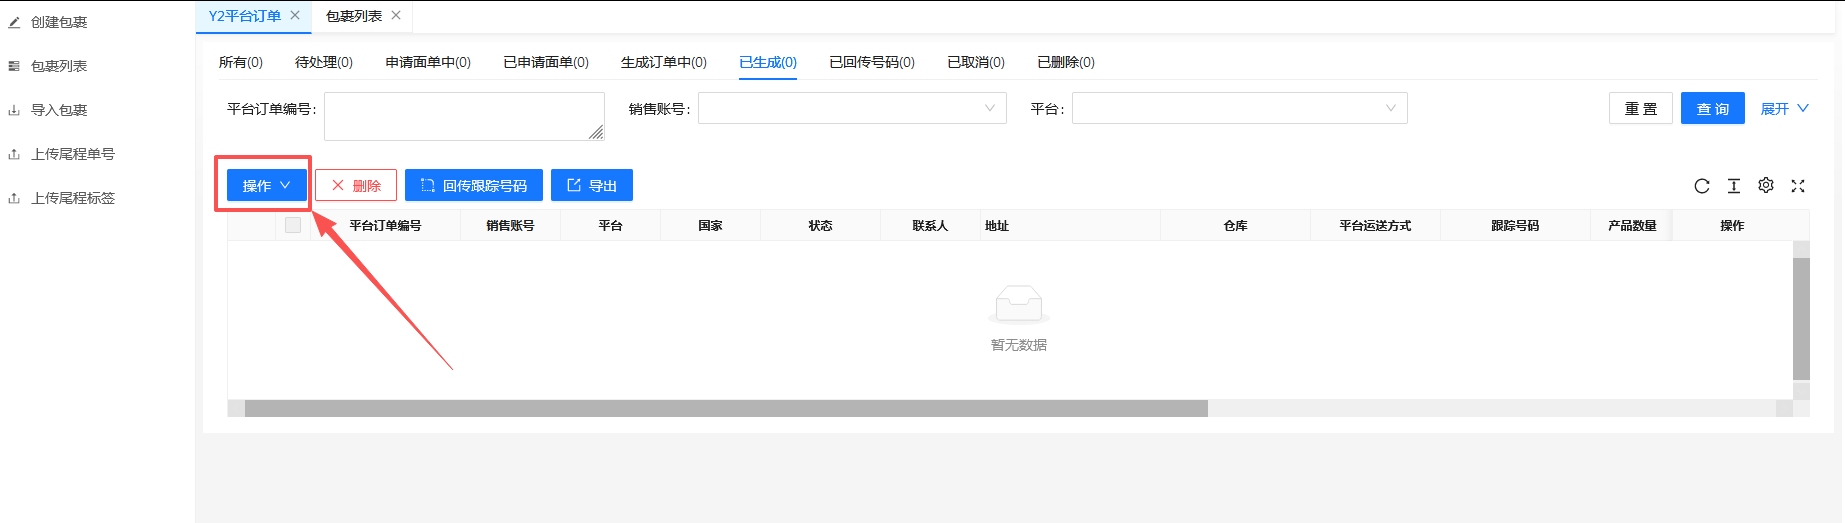 创建包裹
包裹列表
导入包裹
上传尾程单号
上传尾程标签
Y2平台订单 包裹列表
所有(0) 待处理(0) 申请面单中(0) 已申请面单(0) 生成订单中(0) 已生成(0) 已回传号码(0) 已取消(0) 已删除(0)
平台订单编号: 销售账号: 平台: 重置 查询 展开
操作 删除 回传跟踪号码 导出
平台订单编号 销售账号 平台 国家 状态 联系人 地址 仓库 平台运送方式 跟踪号码 产品数量 操作
暂无数据